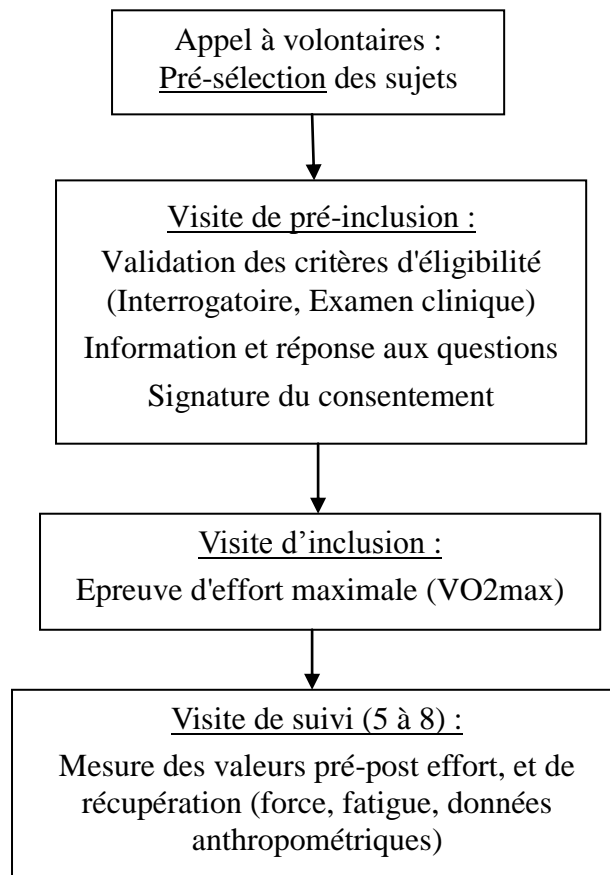 Appel à volontaires :
Pré-sélection des sujets
Visite de pré-inclusion :
Validation des critères d'éligibilité
(Interrogatoire, Examen clinique)
Information et réponse aux questions
Signature du consentement
Visite d’inclusion :
Epreuve d'effort maximale (VO2max)
Visite de suivi (5 à 8) :
Mesure des valeurs pré-post effort, et de
récupération (force, fatigue, données
anthropométriques)